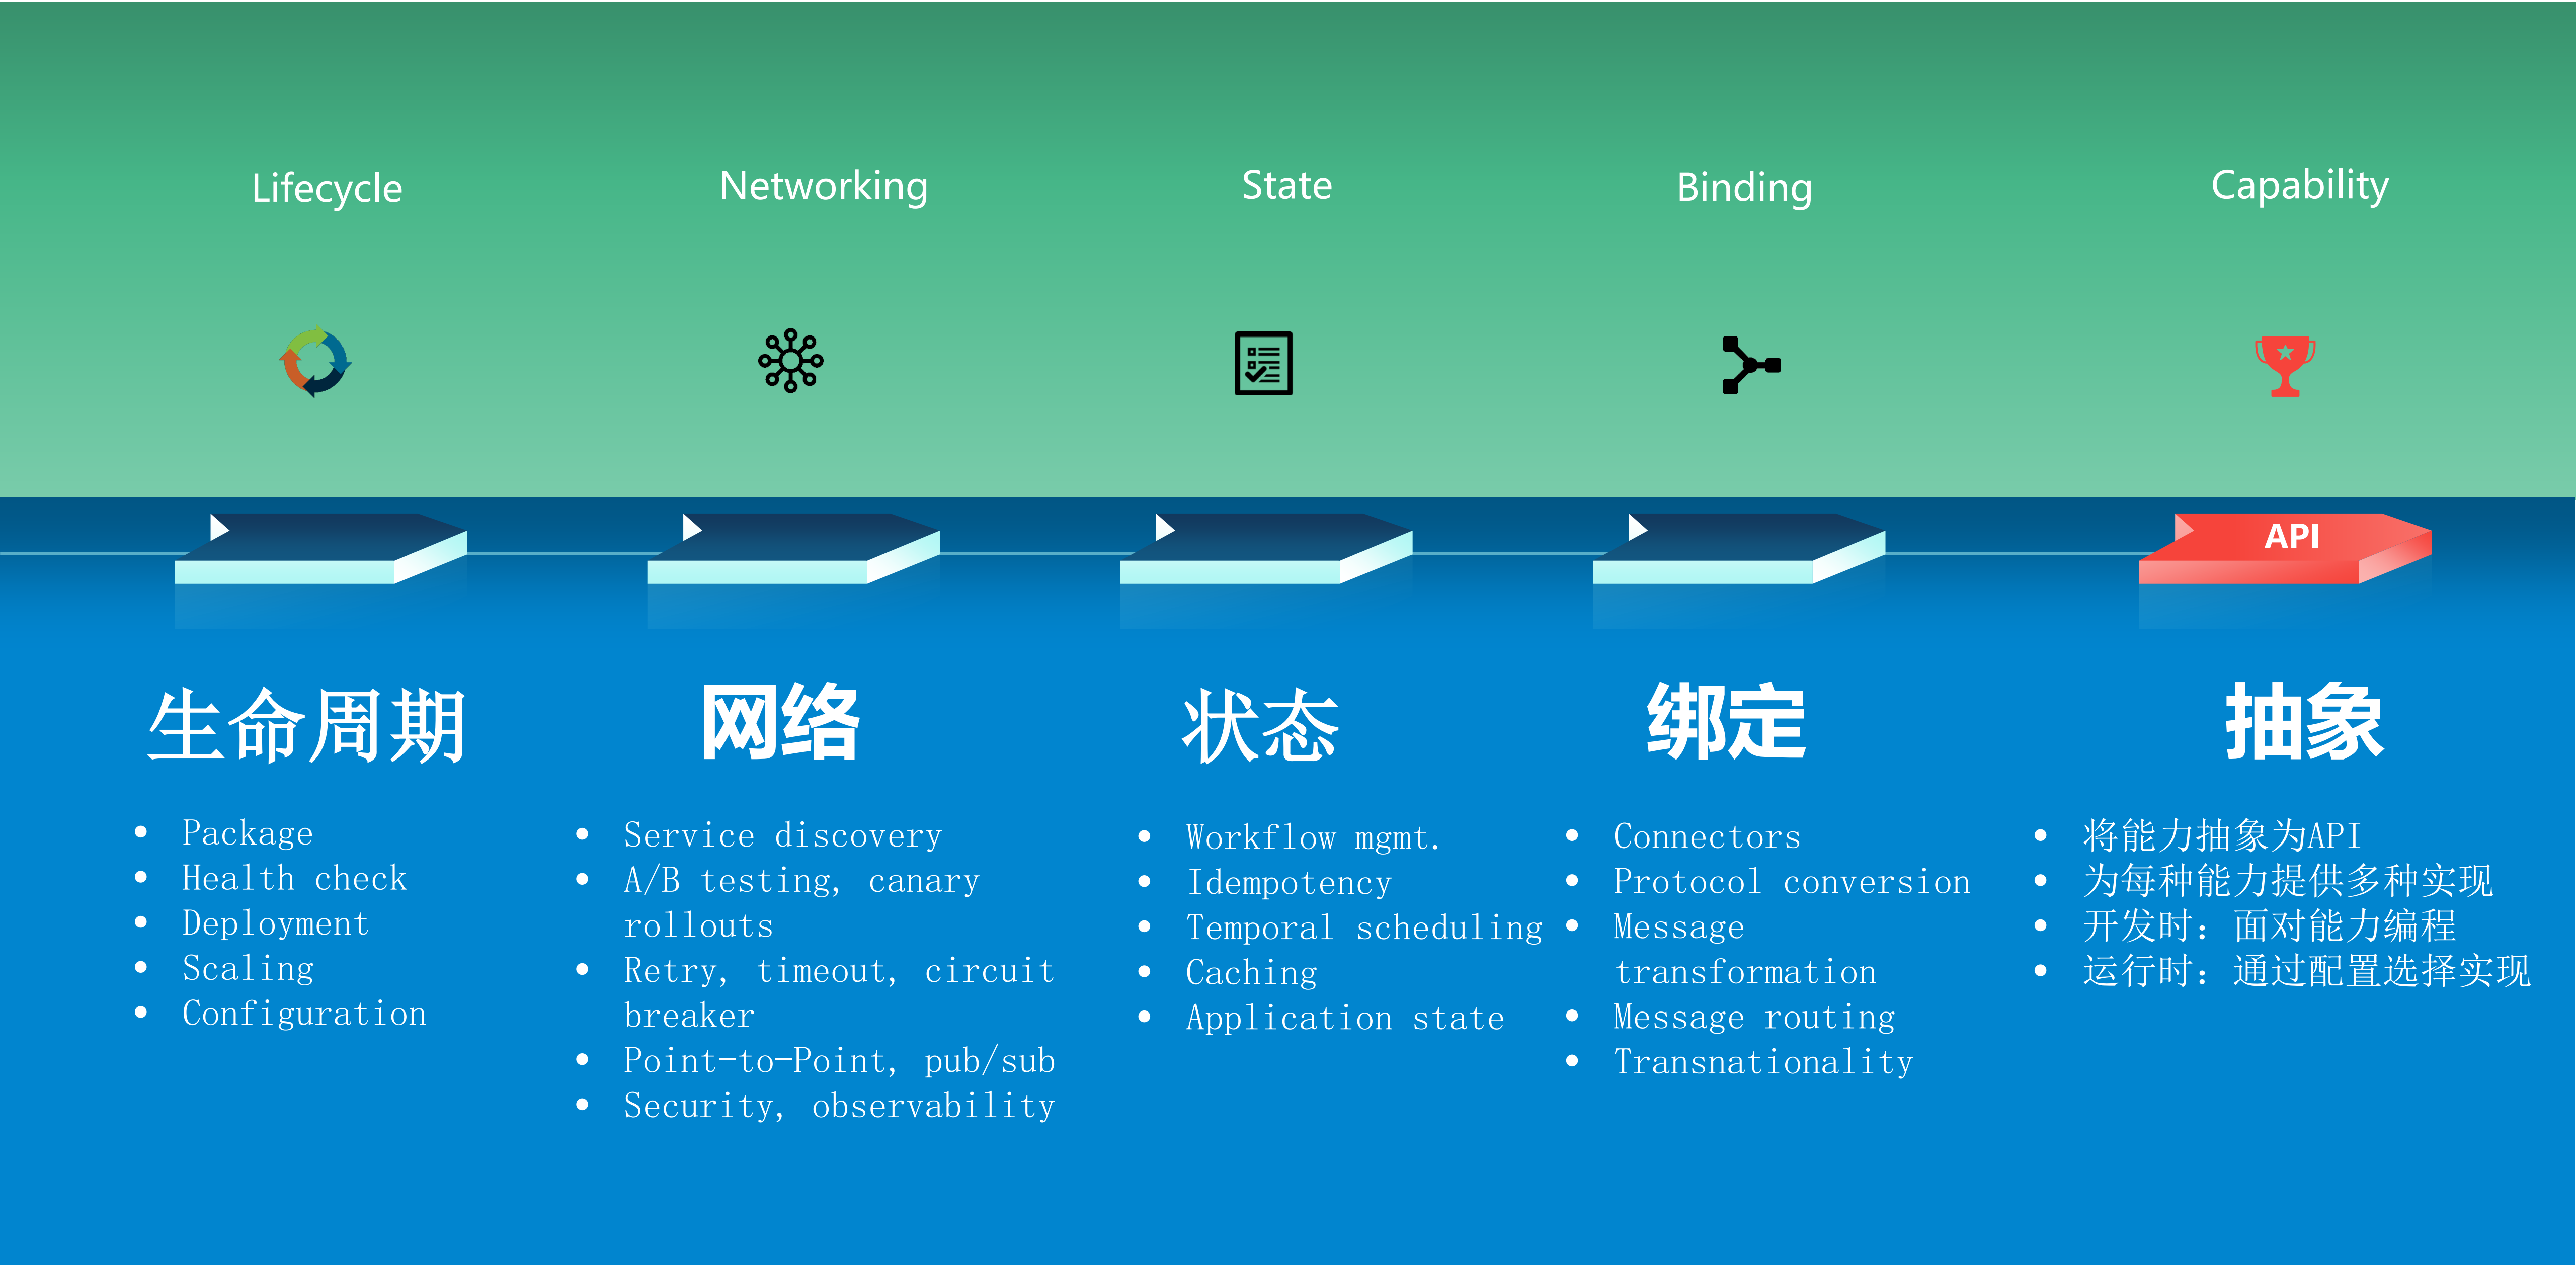 Lifecycle
Networking
State
Binding
Capability
API
生命周期
• Package
• Health check
• Deployment
• Scaling
• Configuration
网络
• Service discovery
• A/B testing, canary
rollouts
• Retry, timeout, circuit
breaker
• Point-to-Point, pub/sub
• Security, observability
状态
• Workflow mgmt.
• Idempotency
• Temporal scheduling
• Caching
• Application state
绑定
• Connectors
• Protocol conversion
• Message
transformation
• Message routing
• Transnationality
抽象
• 将能力抽象为API
• 为每种能力提供多种实现
• 开发时：面对能力编程
• 运行时：通过配置选择实现